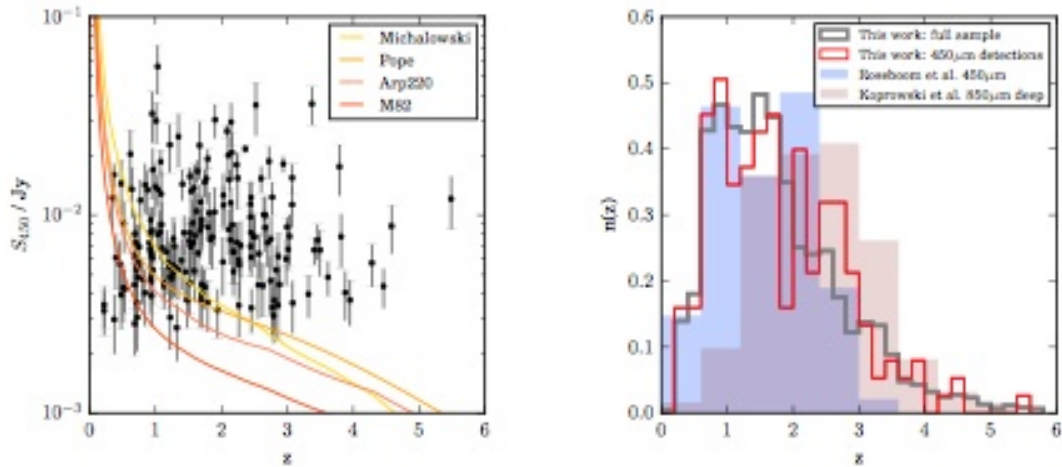 10⁻¹
10⁻²
10⁻³
S₄₅₀ / Jy
Michalowski
Pope
Arp220
M82
0 1 2 3 4 5 6
z
0.6
0.5
0.4
0.3
0.2
0.1
0.0
n(z)
This work: full sample
This work: 450μm detections
Roseboom et al. 450μm
Koprowski et al. 850μm deep
0 1 2 3 4 5 6
z